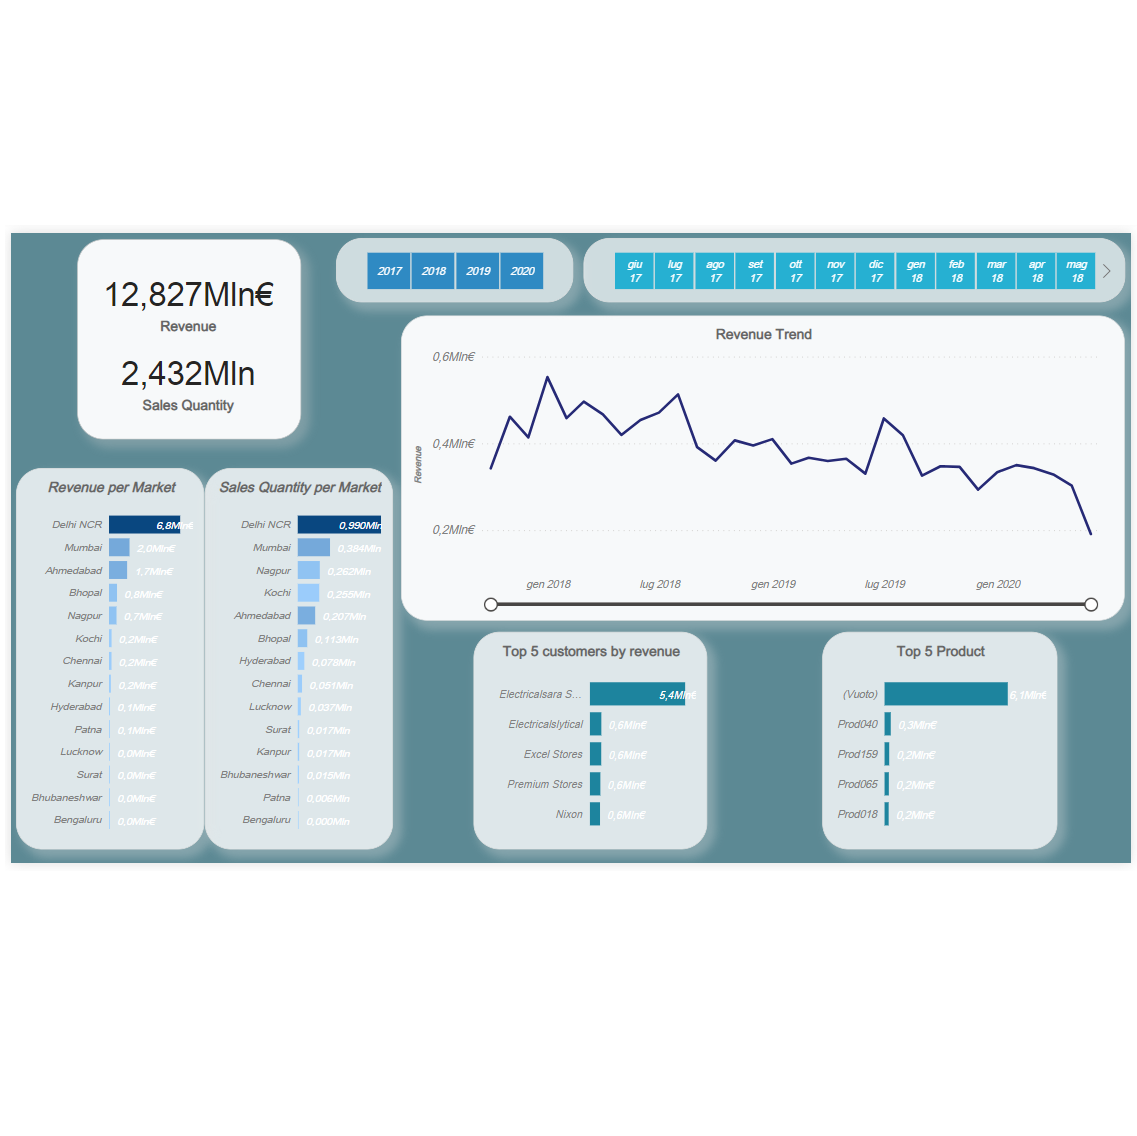 12,827Mln€
Revenue
2,432Mln
Sales Quantity
2017 2018 2019 2020
giu 17 lug 17 ago 17 set 17 ott 17 nov 17 dic 17 gen 18 feb 18 mar 18 apr 18 mag 18
Revenue Trend
0,6Mln€
0,4Mln€
0,2Mln€
Revenue
gen 2018 lug 2018 gen 2019 lug 2019 gen 2020
Revenue per Market
Delhi NCR 6,8Mln€
Mumbai 2,0Mln€
Ahmedabad 1,7Mln€
Bhopal 0,8Mln€
Nagpur 0,7Mln€
Kochi 0,2Mln€
Chennai 0,2Mln€
Kanpur 0,2Mln€
Hyderabad 0,1Mln€
Patna 0,1Mln€
Lucknow 0,0Mln€
Surat 0,0Mln€
Bhubaneshwar 0,0Mln€
Bengaluru 0,0Mln€
Sales Quantity per Market
Delhi NCR 0,990Mln
Mumbai 0,384Mln
Nagpur 0,262Mln
Kochi 0,255Mln
Ahmedabad 0,207Mln
Bhopal 0,113Mln
Hyderabad 0,078Mln
Chennai 0,051Mln
Lucknow 0,037Mln
Surat 0,017Mln
Kanpur 0,017Mln
Bhubaneshwar 0,015Mln
Patna 0,006Mln
Bengaluru 0,000Mln
Top 5 customers by revenue
Electricalsara S... 5,4Mln€
Electricalslytical 0,6Mln€
Excel Stores 0,6Mln€
Premium Stores 0,6Mln€
Nixon 0,6Mln€
Top 5 Product
(Vuoto) 6,1Mln€
Prod040 0,3Mln€
Prod159 0,2Mln€
Prod065 0,2Mln€
Prod018 0,2Mln€